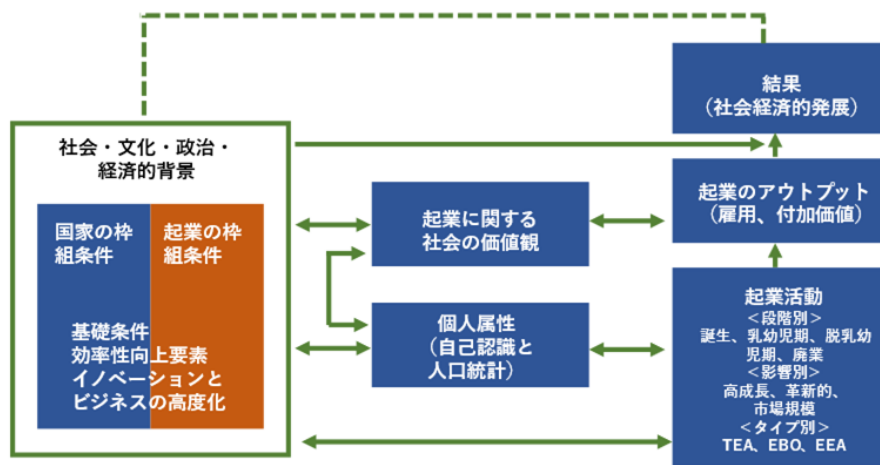 社会・文化・政治・
経済的背景
国家の枠
組条件
起業の枠
組条件
基礎条件
効率性向上要素
イノベーションと
ビジネスの高度化
起業に関する
社会の価値観
個人属性
（自己認識と
人口統計）
結果
（社会経済的発展）
起業のアウトプット
（雇用、付加価値）
起業活動
＜段階別＞
誕生、乳幼児期、脱乳幼
児期、廃業
＜影響別＞
高成長、革新的、
市場規模
＜タイプ別＞
TEA、EBO、EEA